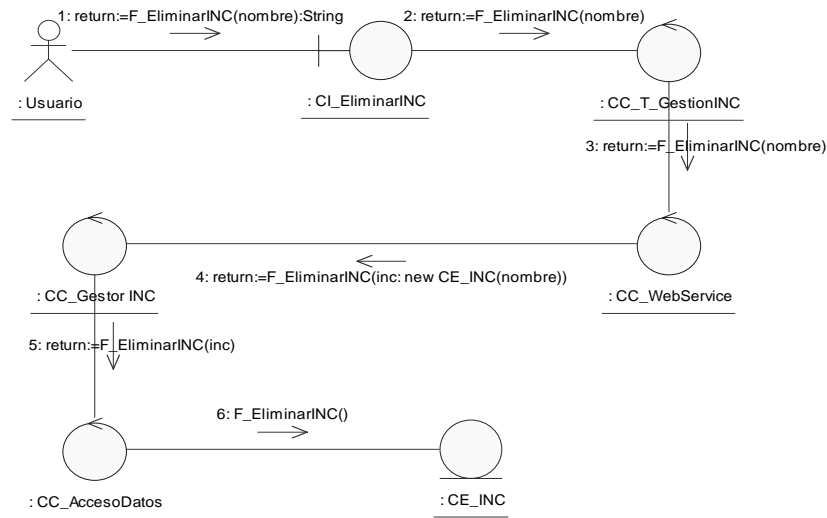 1: return:=F_EliminarINC(nombre):String
2: return:=F_EliminarINC(nombre)
: Usuario
: CI_EliminarINC
: CC_T_GestionINC
3: return:=F_EliminarINC(nombre)
4: return:=F_EliminarINC(inc: new CE_INC(nombre))
: CC_Gestor INC
: CC_WebService
5: return:=F_EliminarINC(inc)
6: F_EliminarINC()
: CC_AccesoDatos
: CE_INC